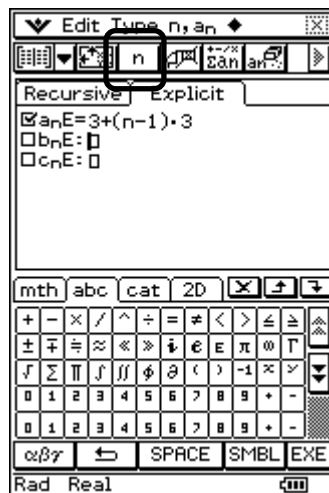 Edit Type n,aₙ ◆
n Σan an
Recursive Explicit
aₙE=3+(n-1)·3
bₙE:
cₙE:
mth abc cat 2D
+ - × / ^ ÷ = ≠ < > ≤ ≥
± ∓ ≒ ≈ « » i e E π ∞ Γ
∫ Σ Π ∫ ∬ ϕ ∂ ( ) -1
0 1 2 3 4 5 6 7 8 9 + -
0 1 2 3 4 5 6 7 8 9 + -
αβγ SPACE SMBL EXE
Rad Real